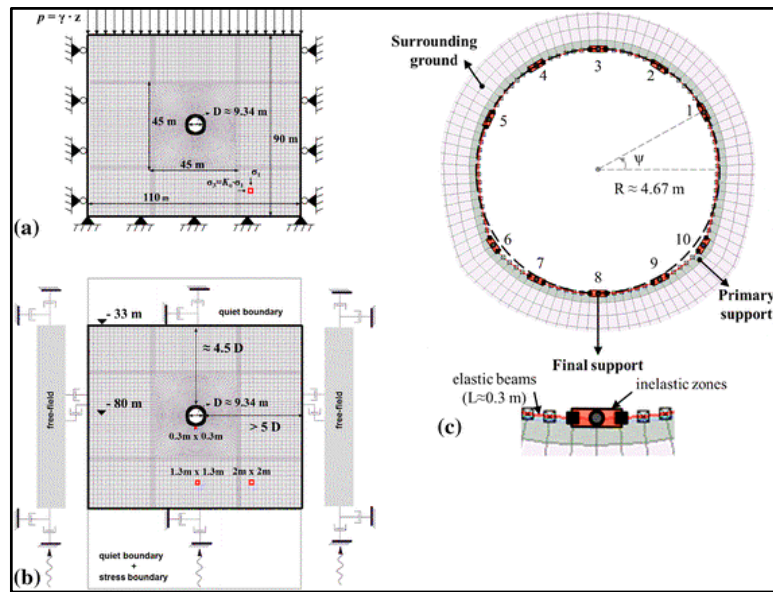 p = γ · z
D ≈ 9.34 m
45 m
90 m
45 m
σ₁
σ₃=K₀·σ₁
110 m
(a)
- 33 m
quiet boundary
≈ 4.5 D
- 80 m
D ≈ 9.34 m
free-field
free-field
0.3m x 0.3m
> 5 D
1.3m x 1.3m
2m x 2m
quiet boundary
+
stress boundary
(b)
Surrounding
ground
3
4
2
5
1
ψ
R ≈ 4.67 m
6
10
7
8
9
Primary
support
Final support
elastic beams
(L≈0.3 m)
inelastic zones
(c)